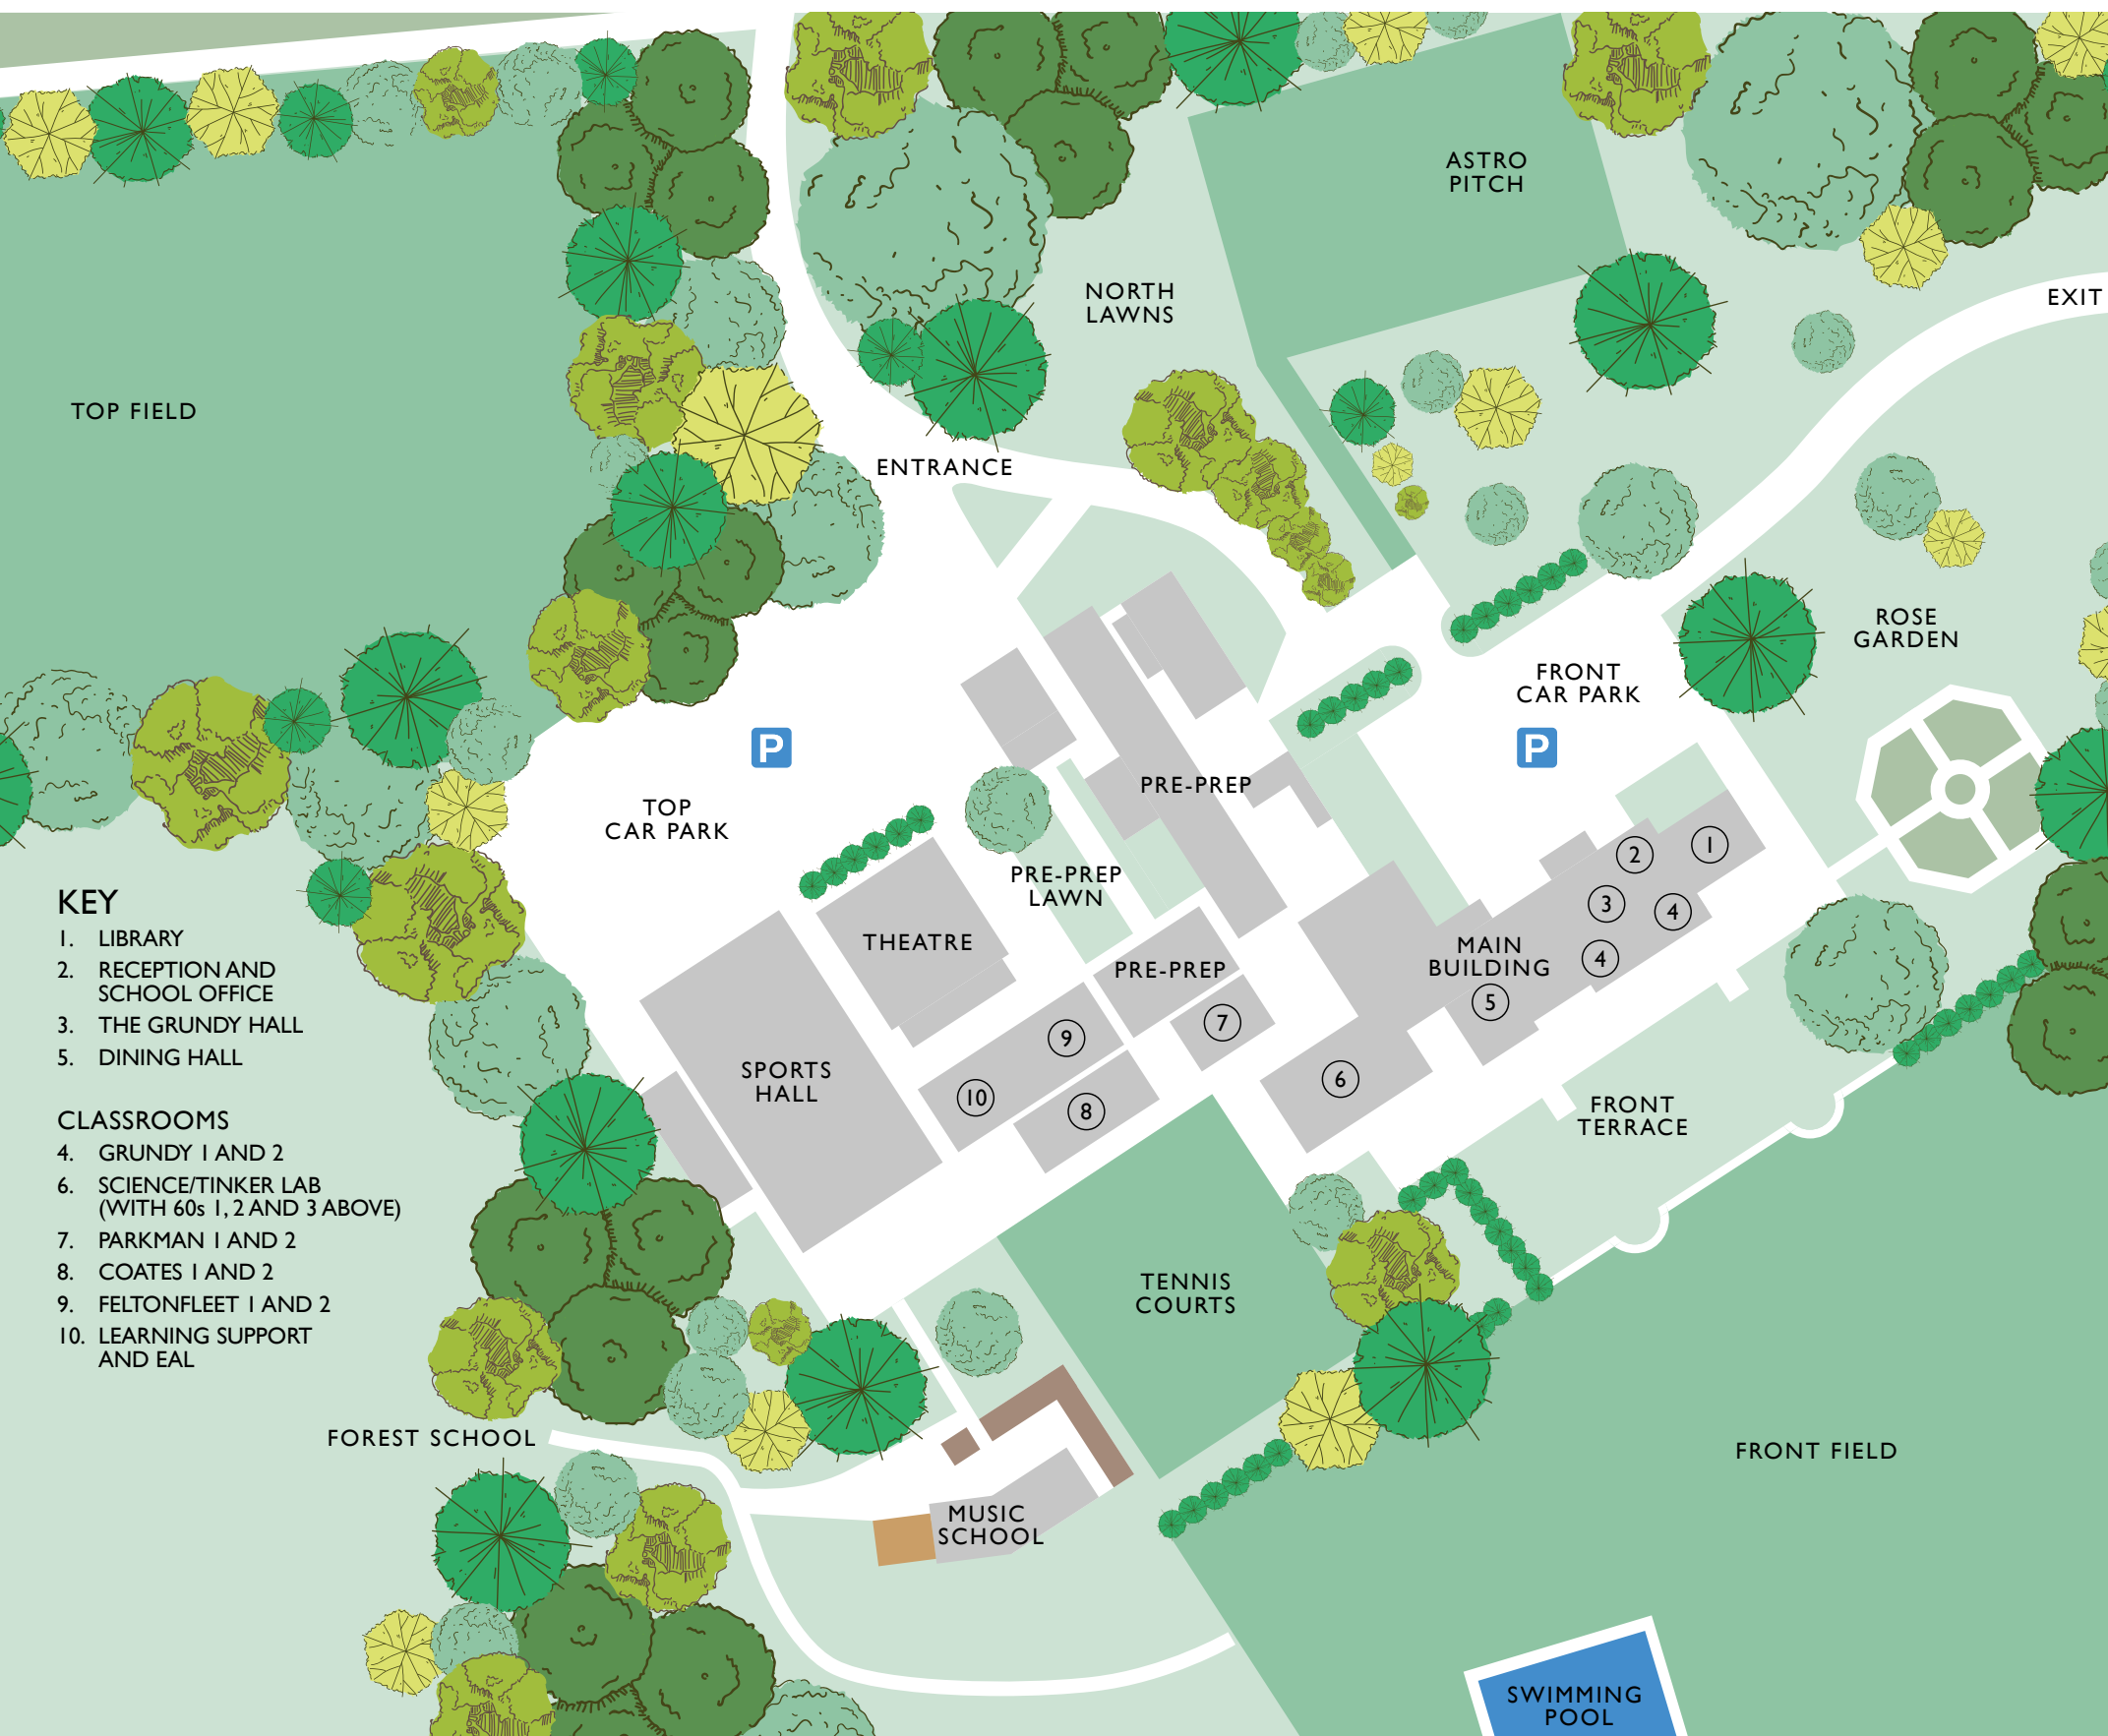 ASTRO
PITCH
NORTH
LAWNS
EXIT
TOP FIELD
ENTRANCE
ROSE
GARDEN
FRONT
CAR PARK
P
P
TOP
CAR PARK
PRE-PREP
PRE-PREP
LAWN
THEATRE
PRE-PREP
MAIN
BUILDING
1
2
3
4
4
5
6
7
8
9
10
SPORTS
HALL
FRONT
TERRACE
TENNIS
COURTS
KEY
1. LIBRARY
2. RECEPTION AND
SCHOOL OFFICE
3. THE GRUNDY HALL
5. DINING HALL
CLASSROOMS
4. GRUNDY 1 AND 2
6. SCIENCE/TINKER LAB
(WITH 60s 1, 2 AND 3 ABOVE)
7. PARKMAN 1 AND 2
8. COATES 1 AND 2
9. FELTONFLEET 1 AND 2
10. LEARNING SUPPORT
AND EAL
FOREST SCHOOL
FRONT FIELD
MUSIC
SCHOOL
SWIMMING
POOL